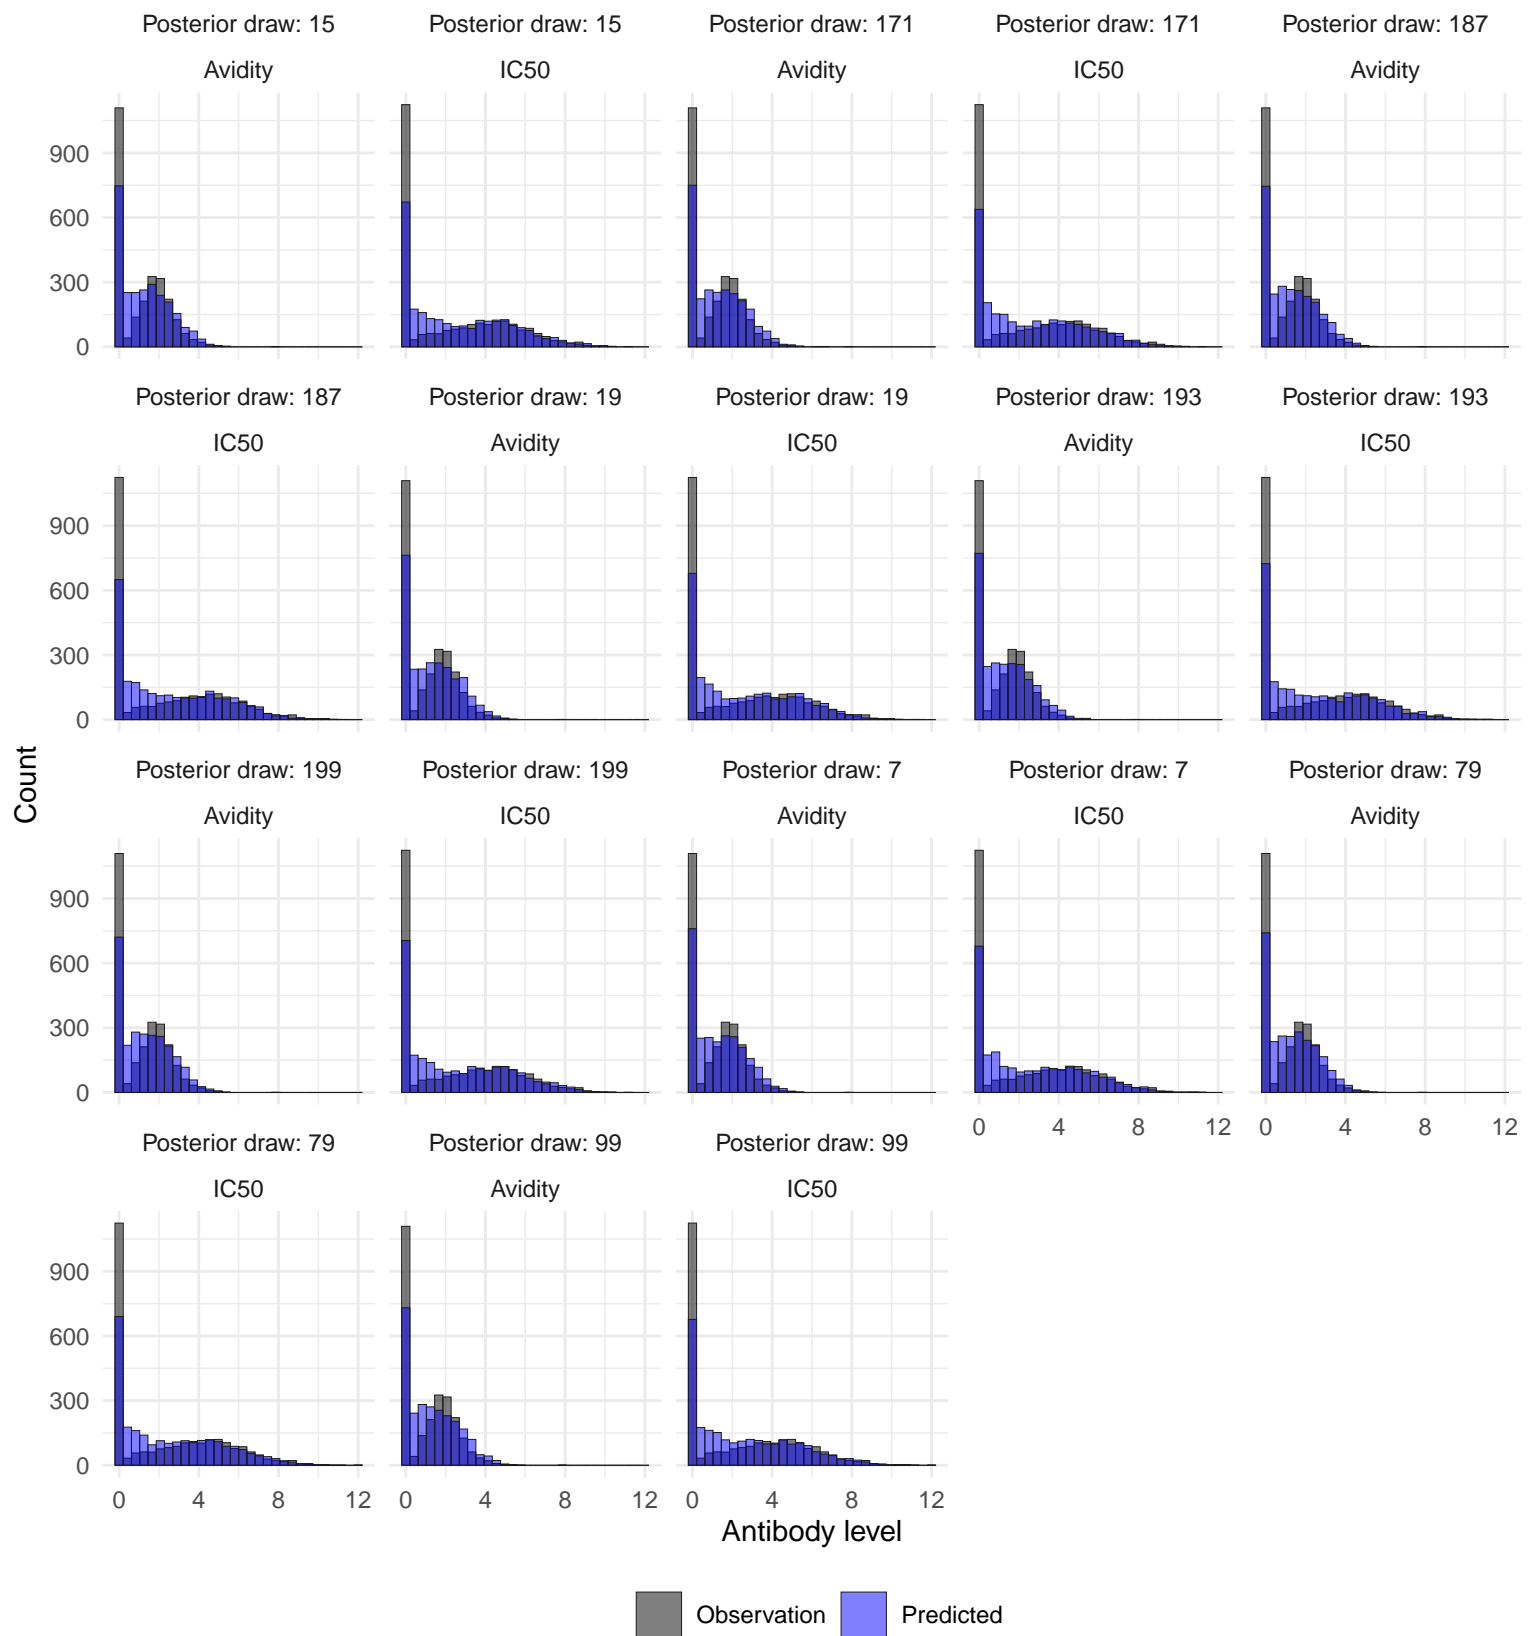 Posterior draw: 15 Posterior draw: 15 Posterior draw: 171 Posterior draw: 171 Posterior draw: 187
Avidity IC50 Avidity IC50 Avidity
900
600
300
0
Posterior draw: 187 Posterior draw: 19 Posterior draw: 19 Posterior draw: 193 Posterior draw: 193
IC50 Avidity IC50 Avidity IC50
900
600
300
0
Count
Posterior draw: 199 Posterior draw: 199 Posterior draw: 7 Posterior draw: 7 Posterior draw: 79
Avidity IC50 Avidity IC50 Avidity
900
600
300
0
0 4 8 12 0 4 8 12
Posterior draw: 79 Posterior draw: 99 Posterior draw: 99
IC50 Avidity IC50
900
600
300
0
0 4 8 12 0 4 8 12 0 4 8 12
Antibody level
Observation Predicted